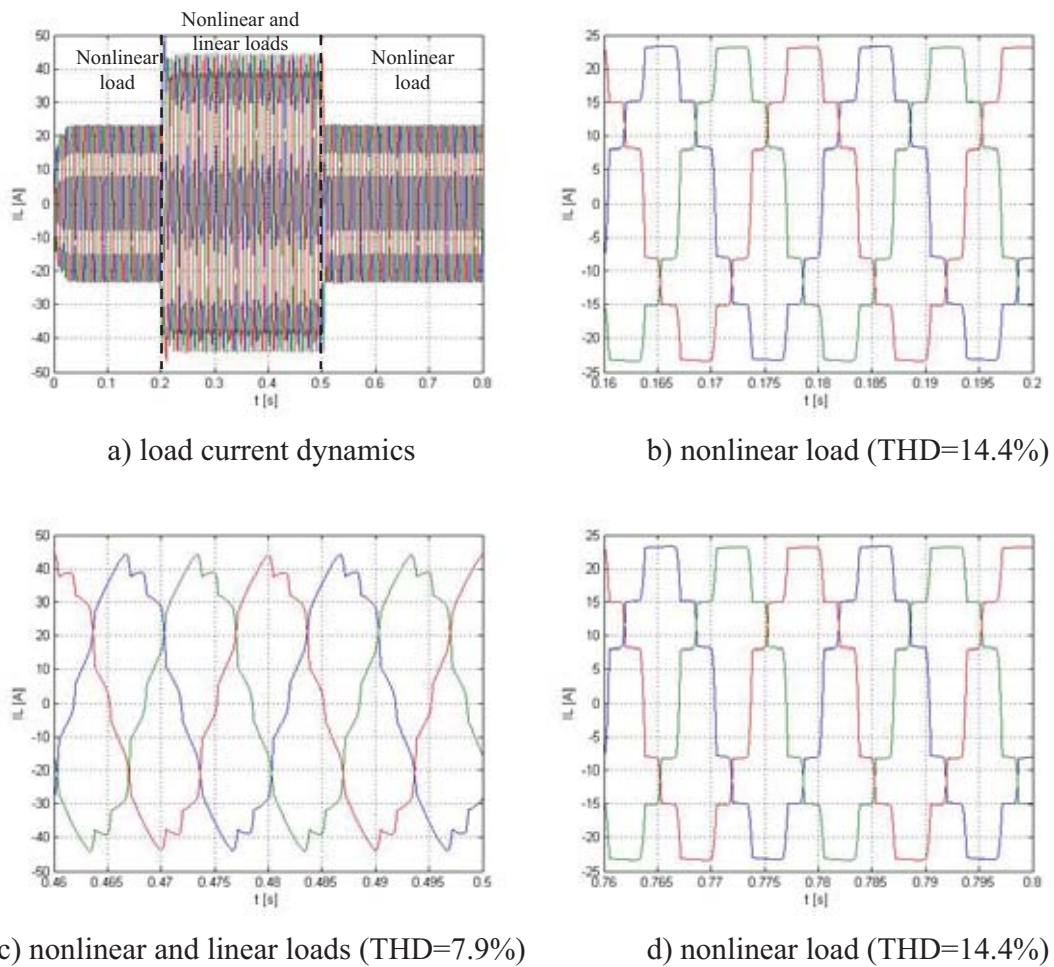 Nonlinear and
linear loads
Nonlinear
load
Nonlinear
load
IL [A]
50
40
30
20
10
0
-10
-20
-30
-40
-50
0 0.1 0.2 0.3 0.4 0.5 0.6 0.7 0.8
t [s]
a) load current dynamics
IL [A]
25
20
15
10
5
0
-5
-10
-15
-20
-25
0.16 0.165 0.17 0.175 0.18 0.185 0.19 0.195 0.2
t [s]
b) nonlinear load (THD=14.4%)
IL [A]
50
40
30
20
10
0
-10
-20
-30
-40
-50
0.46 0.465 0.47 0.475 0.48 0.485 0.49 0.495 0.5
t [s]
c) nonlinear and linear loads (THD=7.9%)
IL [A]
25
20
15
10
5
0
-5
-10
-15
-20
-25
0.76 0.765 0.77 0.775 0.78 0.785 0.79 0.795 0.8
t [s]
d) nonlinear load (THD=14.4%)